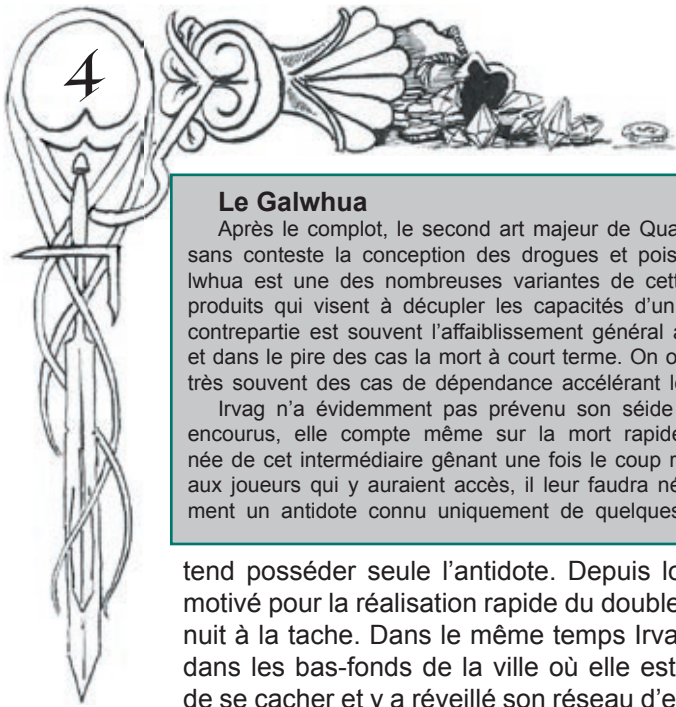 4
Le Galwhua
Après le complot, le second art majeur de Qua
sans conteste la conception des drogues et pois
lwhua est une des nombreuses variantes de cett
produits qui visent à décupler les capacités d’un
contrepartie est souvent l’affaiblissement général a
et dans le pire des cas la mort à court terme. On o
très souvent des cas de dépendance accélérant l
Irvag n’a évidemment pas prévenu son séide
encourus, elle compte même sur la mort rapide
née de cet intermédiaire gênant une fois le coup r
aux joueurs qui y auraient accès, il leur faudra né
ment un antidote connu uniquement de quelques
tend posséder seule l’antidote. Depuis lo
motivé pour la réalisation rapide du double
nuit à la tache. Dans le même temps Irva
dans les bas-fonds de la ville où elle est
de se cacher et y a réveillé son réseau d’e